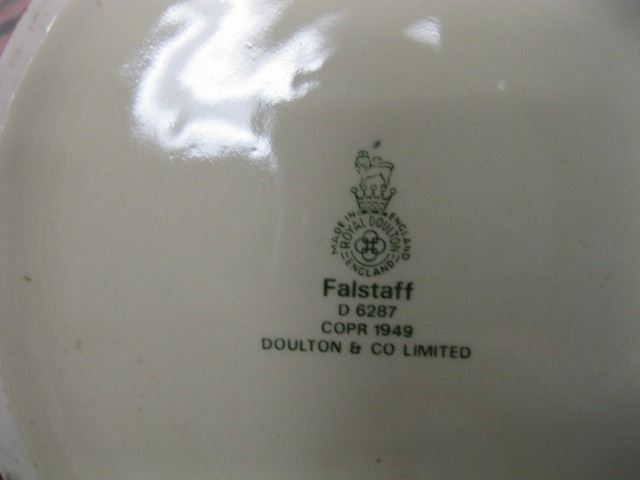 MADE IN ENGLAND
ROYAL DOULTON
ENGLAND
Falstaff
D 6287
COPR 1949
DOULTON & CO LIMITED